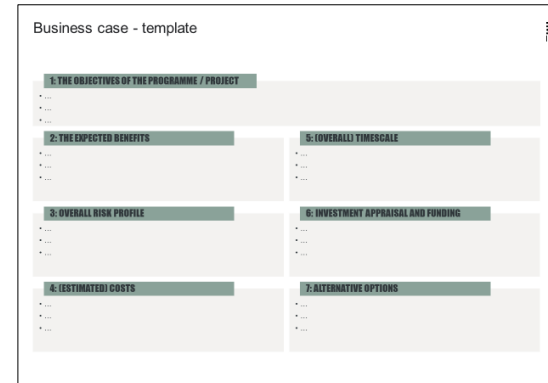 Business case - template
1: THE OBJECTIVES OF THE PROGRAMME / PROJECT
• ...
• ...
• ...
2: THE EXPECTED BENEFITS
• ...
• ...
• ...
3: OVERALL RISK PROFILE
• ...
• ...
• ...
4: (ESTIMATED) COSTS
• ...
• ...
• ...
5: (OVERALL) TIMESCALE
• ...
• ...
• ...
6: INVESTMENT APPRAISAL AND FUNDING
• ...
• ...
• ...
7: ALTERNATIVE OPTIONS
• ...
• ...
• ...